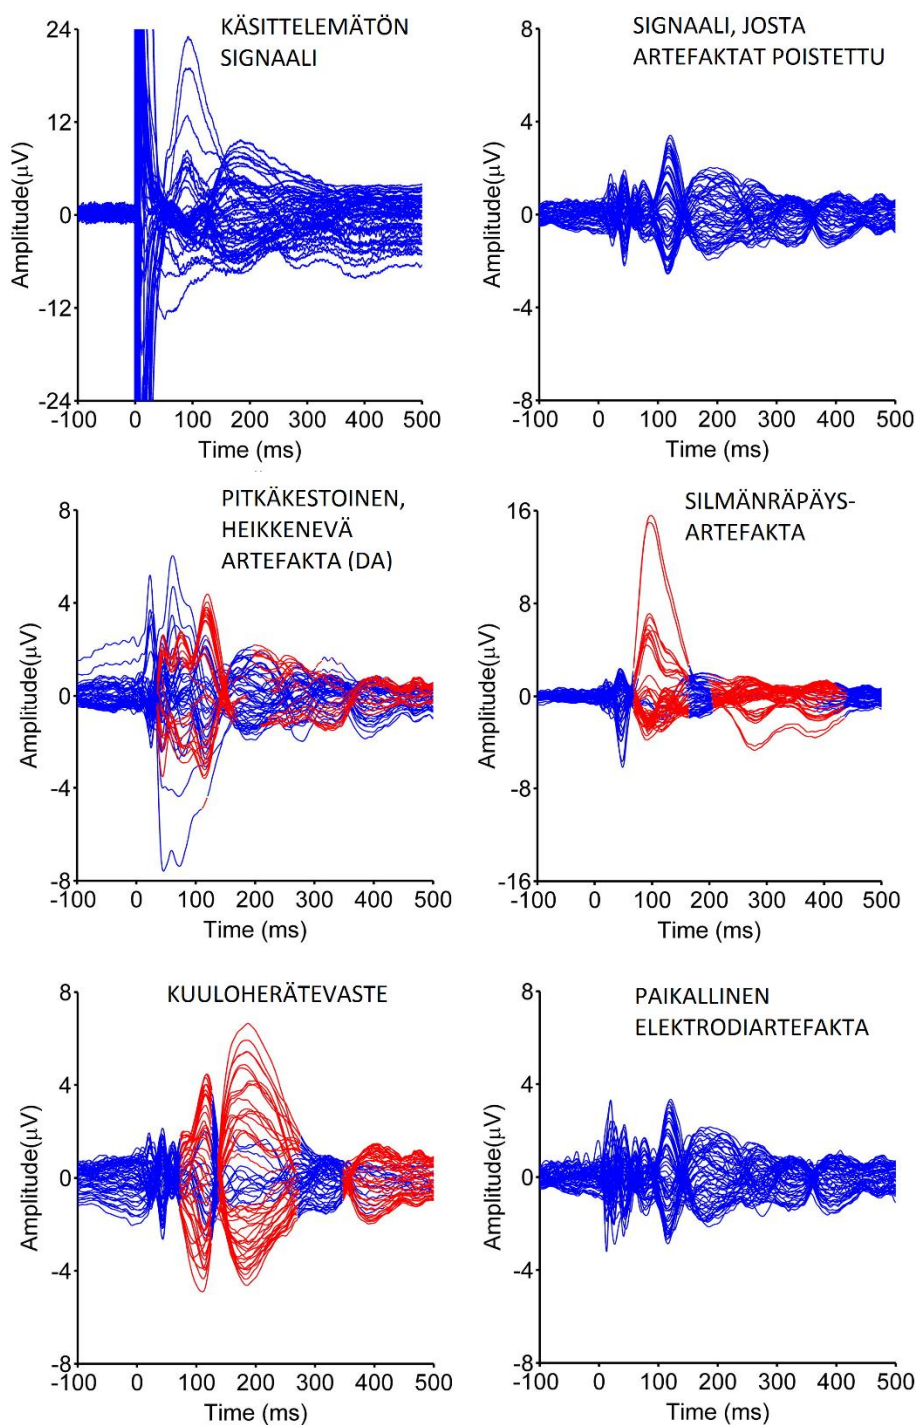 KÄSITTELEMÄTÖN
SIGNAALI
24
12
0
-12
-24
Amplitude(µV)
-100 0 100 200 300 400 500
Time (ms)
SIGNAALI, JOSTA
ARTEFAKTAT POISTETTU
8
4
0
-4
-8
Amplitude(µV)
-100 0 100 200 300 400 500
Time (ms)
PITKÄKESTOINEN,
HEIKKENEVÄ
ARTEFAKTA (DA)
8
4
0
-4
-8
Amplitude(µV)
-100 0 100 200 300 400 500
Time (ms)
SILMÄNRÄPÄYS-
ARTEFAKTA
16
8
0
-8
-16
Amplitude(µV)
-100 0 100 200 300 400 500
Time (ms)
KUULOHERÄTEVASTE
8
4
0
-4
-8
Amplitude(µV)
-100 0 100 200 300 400 500
Time (ms)
PAIKALLINEN
ELEKTRODIARTEFAKTA
8
4
0
-4
-8
Amplitude(µV)
-100 0 100 200 300 400 500
Time (ms)